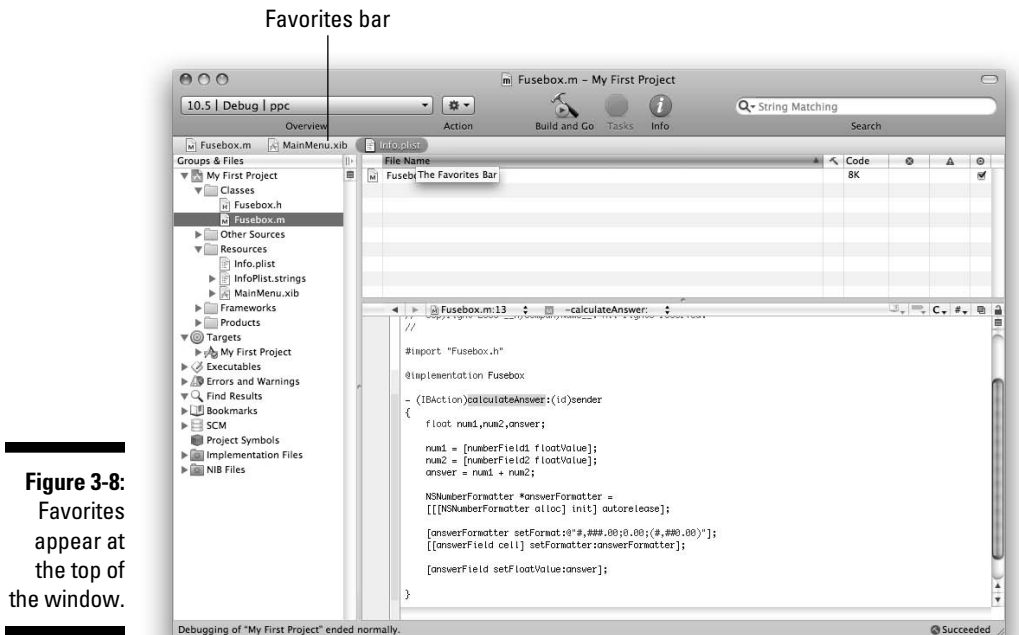 Favorites bar
Fusebox.m – My First Project
10.5 | Debug | ppc
String Matching
Overview
Action
Build and Go
Tasks
Info
Search
Fusebox.m
MainMenu.xib
Info.plist
Groups & Files
File Name
Code
My First Project
Fusebo
The Favorites Bar
8K
Classes
Fusebox.h
Fusebox.m
Other Sources
Resources
Info.plist
InfoPlist.strings
MainMenu.xib
Frameworks
Products
Targets
My First Project
Executables
Errors and Warnings
Find Results
Bookmarks
SCM
Project Symbols
Implementation Files
NIB Files
Fusebox.m:13
-calculateAnswer:
C
#
//
#import "Fusebox.h"
@implementation Fusebox
- (IBAction)calculateAnswer:(id)sender
{
float num1,num2,answer;
num1 = [numberField1 floatValue];
num2 = [numberField2 floatValue];
answer = num1 + num2;
NSNumberFormatter *answerFormatter =
[[[NSNumberFormatter alloc] init] autorelease];
[answerFormatter setFormat:@"#,###.00;0.00;(#,##0.00)"];
[[answerField cell] setFormatter:answerFormatter];
[answerField setFloatValue:answer];
}
Debugging of "My First Project" ended normally.
Succeeded
Figure 3-8:
Favorites
appear at
the top of
the window.